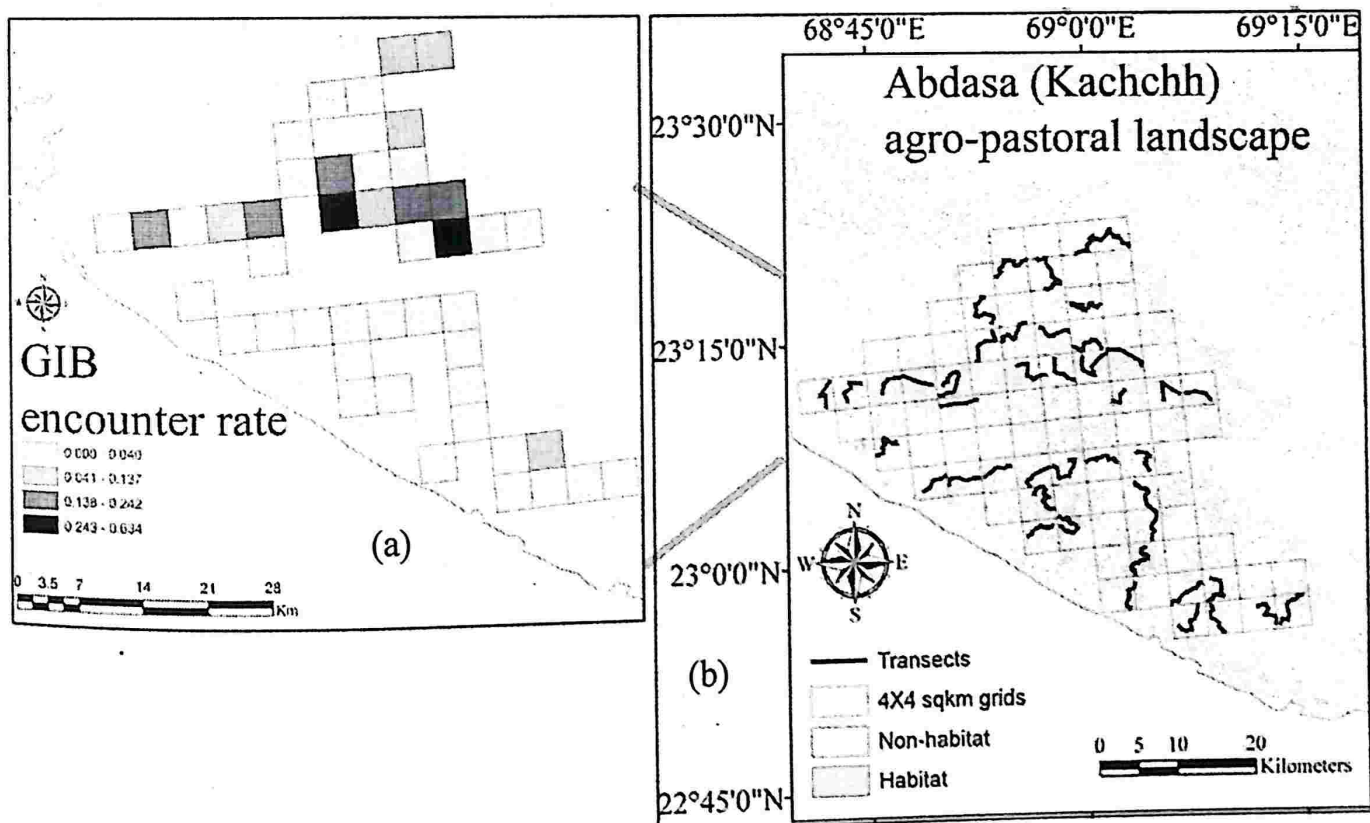 GIB
encounter rate
0.000 - 0.040
0.041 - 0.137
0.138 - 0.242
0.243 - 0.634
0 3.5 7 14 21 28
Km
(a)
N
68°45'0"E 69°0'0"E 69°15'0"E
Abdasa (Kachchh)
agro-pastoral landscape
23°30'0"N
23°15'0"N
23°0'0"N
22°45'0"N
N
W E
S
(b)
Transects
4X4 sqkm grids
Non-habitat
Habitat
0 5 10 20
Kilometers